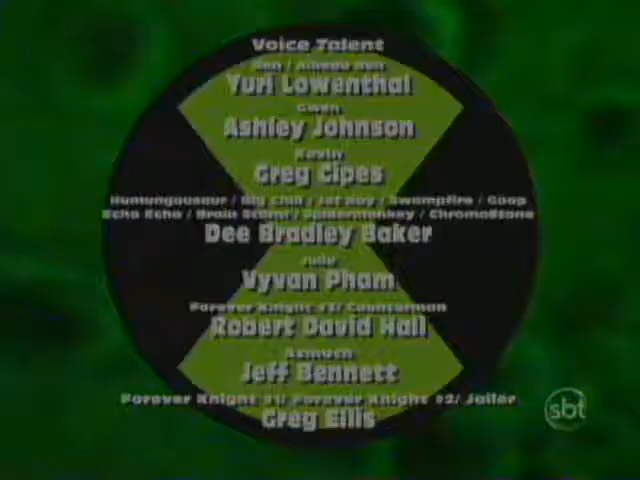 Voice Talent
Ben / Albedo Ben
Yuri Lowenthal
Gwen
Ashley Johnson
Kevin
Greg Cipes
Humungousaur / Big Chill / Jet Ray / Swampfire / Goop
Echo Echo / Brain Storm / Spidermonkey / ChromaStone
Dee Bradley Baker
Julie
Vyvan Pham
Forever Knight #3/ Counterman
Robert David Hall
Azmuth
Jeff Bennett
Forever Knight #1/ Forever Knight #2/ Jailer
Greg Ellis
sbt